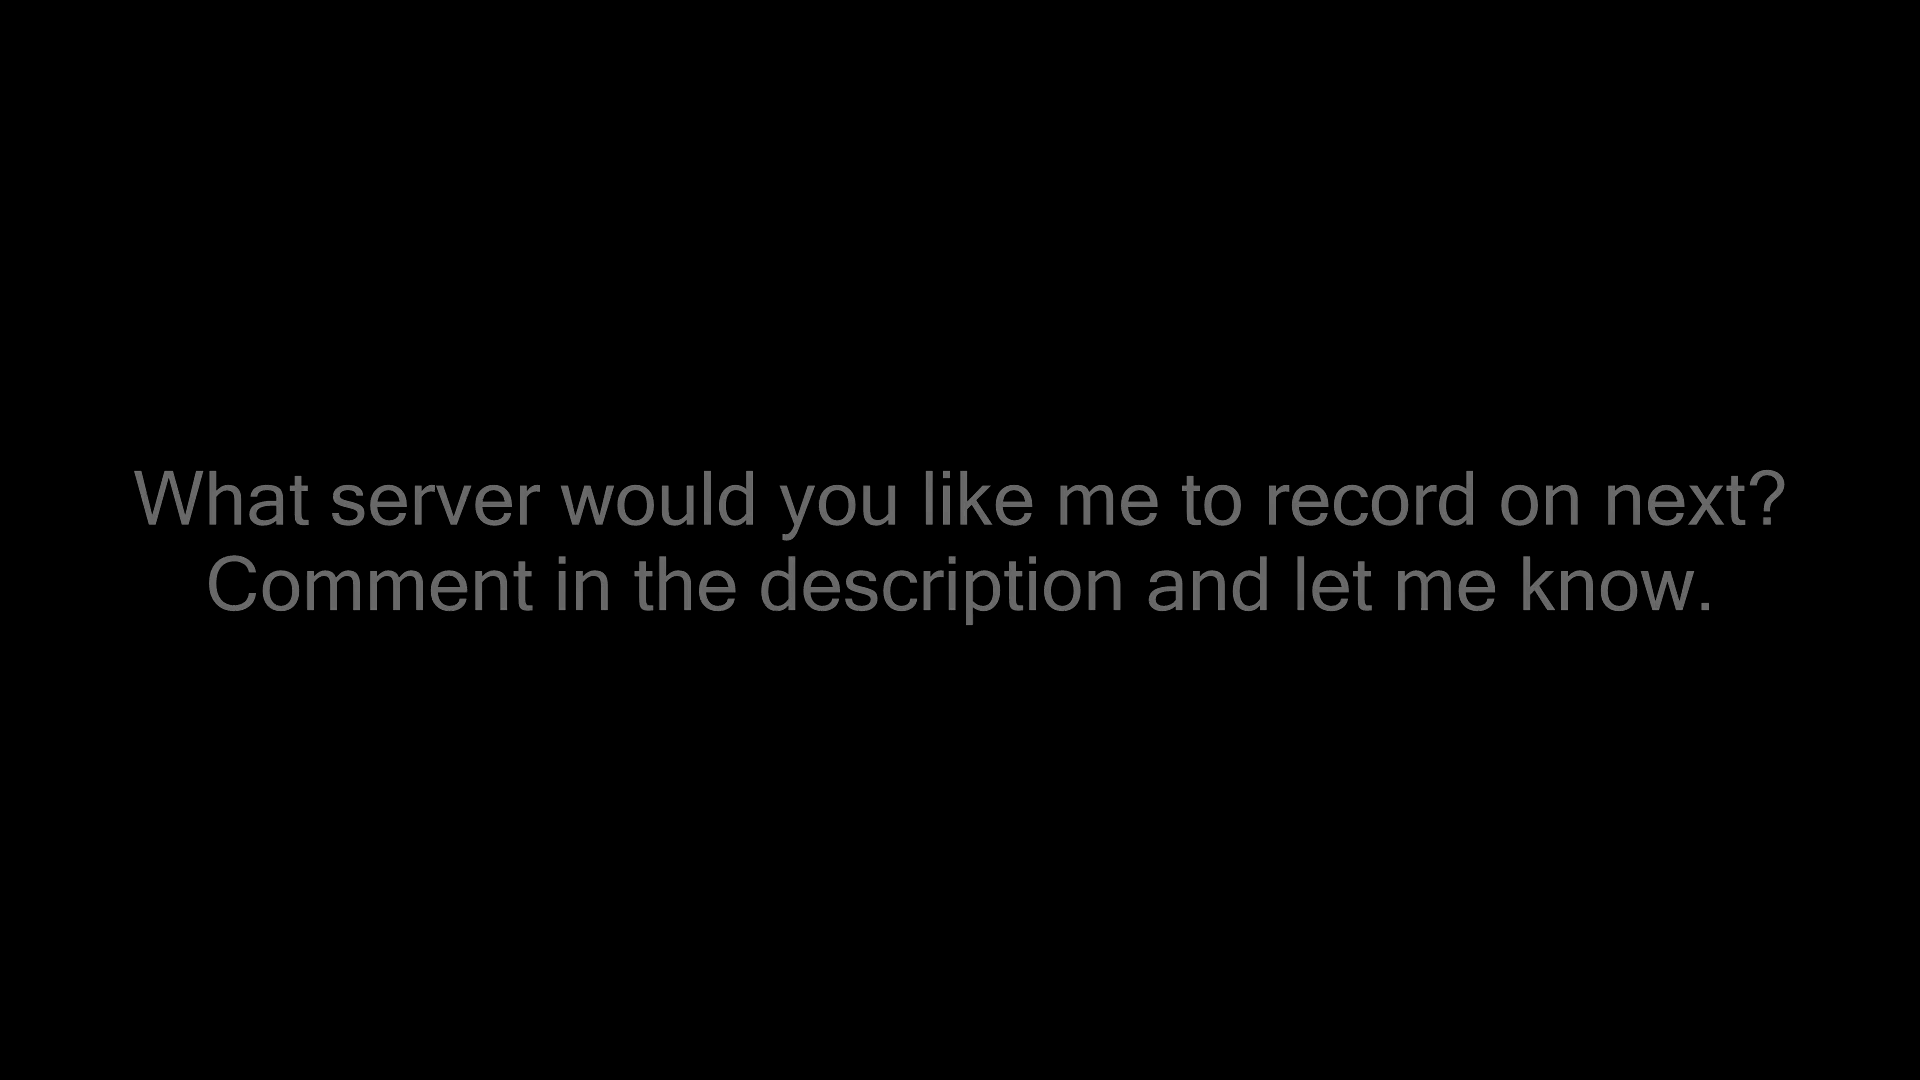 What server would you like me to record on next?
Comment in the description and let me know.